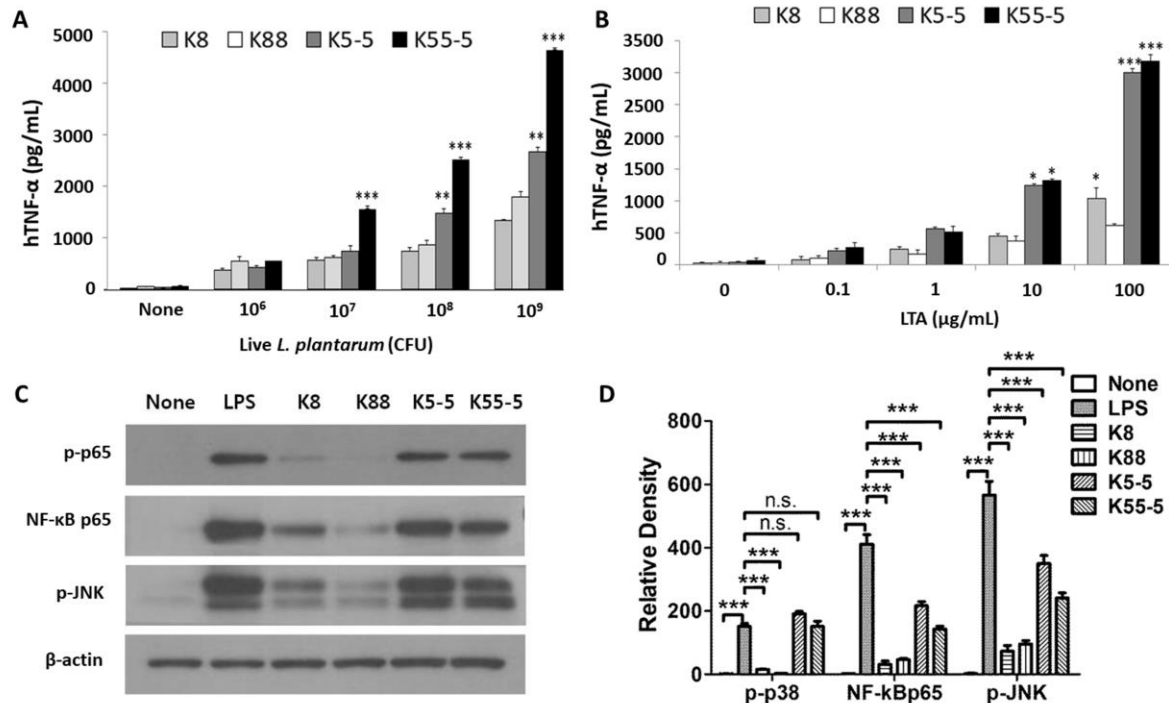 A
K8 K88 K5-5 K55-5
hTNF-α (pg/mL)
5000
4000
3000
2000
1000
0
*** *** ** *** ** ***
None 10⁶ 10⁷ 10⁸ 10⁹
Live L. plantarum (CFU)
B
K8 K88 K5-5 K55-5
hTNF-α (pg/mL)
3500
3000
2500
2000
1500
1000
500
0
* * * *** ***
0 0.1 1 10 100
LTA (μg/mL)
C
None LPS K8 K88 K5-5 K55-5
p-p65
NF-κB p65
p-JNK
β-actin
D
Relative Density
800
600
400
200
0
*** *** *** n.s. n.s.
*** *** *** *** ***
*** *** *** *** ***
p-p38 NF-kBp65 p-JNK
None
LPS
K8
K88
K5-5
K55-5